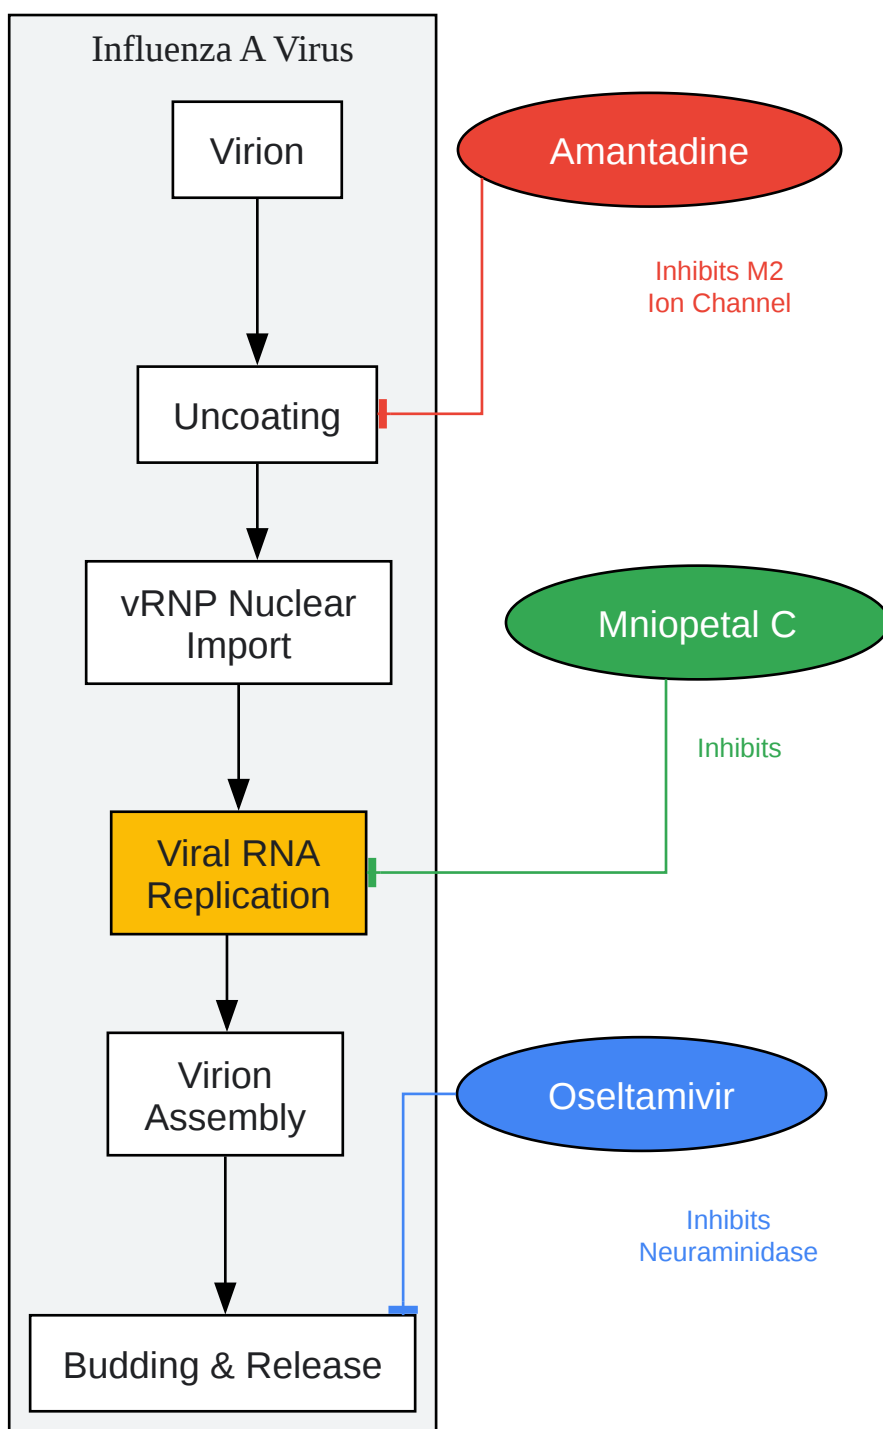 Influenza A Virus
Virion
Amantadine
Inhibits M2
Ion Channel
Uncoating
vRNP Nuclear
Import
Mniopetal C
Inhibits
Viral RNA
Replication
Virion
Assembly
Oseltamivir
Inhibits
Neuraminidase
Budding & Release